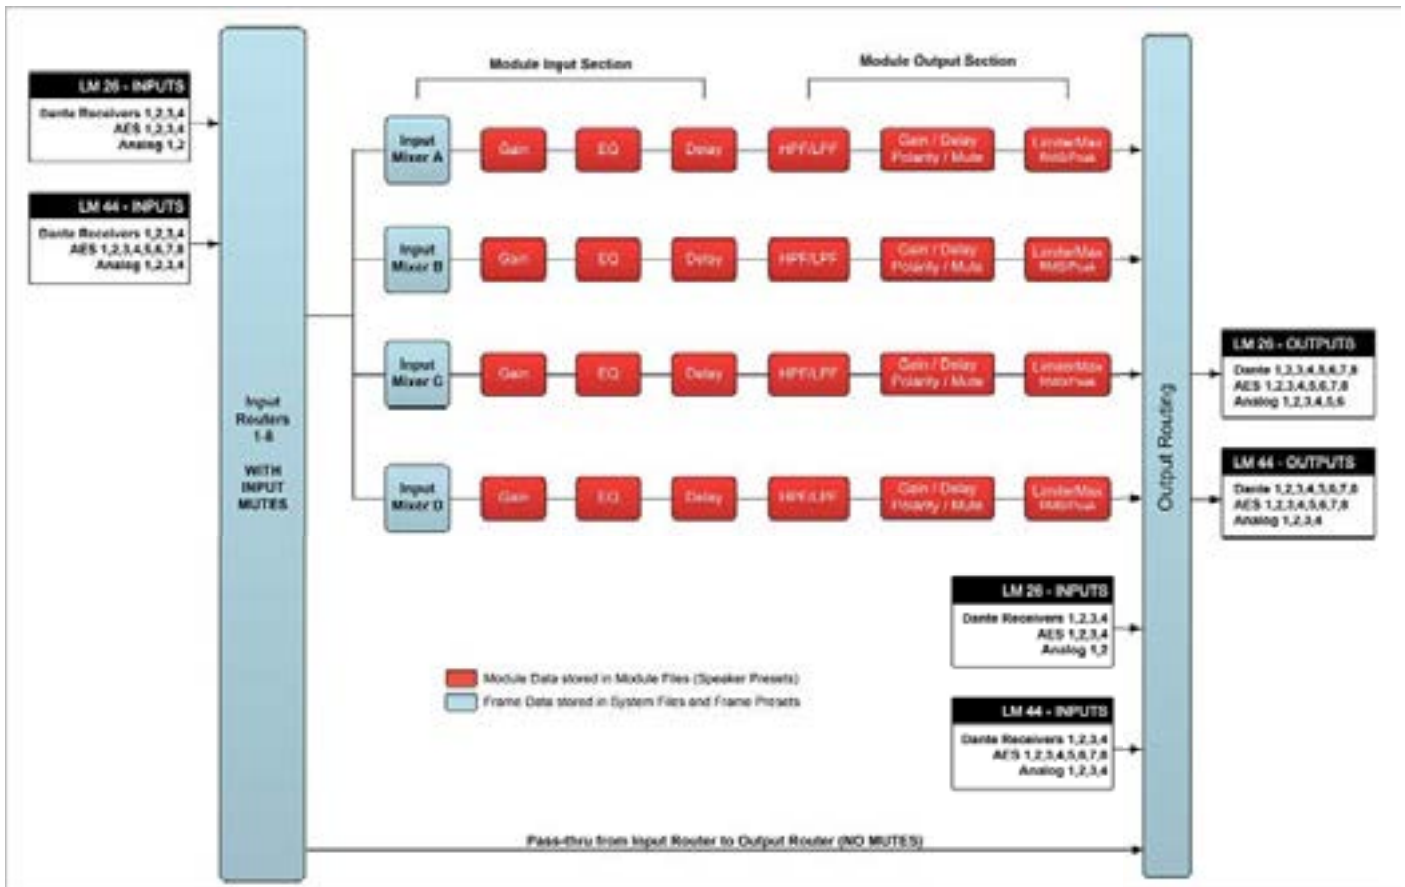 LM 26 - INPUTS
Dante Receivers 1,2,3,4
AES 1,2,3,4
Analog 1,2
LM 44 - INPUTS
Dante Receivers 1,2,3,4
AES 1,2,3,4,5,6,7,8
Analog 1,2,3,4
Input
Routers
1-8
WITH
INPUT
MUTES
Module Input Section
Module Output Section
Input
Mixer A
Gain
EQ
Delay
HPF/LPF
Gain / Delay
Polarity / Mute
LimiterMax
RMS/Peak
Input
Mixer B
Gain
EQ
Delay
HPF/LPF
Gain / Delay
Polarity / Mute
LimiterMax
RMS/Peak
Input
Mixer C
Gain
EQ
Delay
HPF/LPF
Gain / Delay
Polarity / Mute
LimiterMax
RMS/Peak
Input
Mixer D
Gain
EQ
Delay
HPF/LPF
Gain / Delay
Polarity / Mute
LimiterMax
RMS/Peak
Output Routing
LM 26 - OUTPUTS
Dante 1,2,3,4,5,6,7,8
AES 1,2,3,4,5,6,7,8
Analog 1,2,3,4,5,6
LM 44 - OUTPUTS
Dante 1,2,3,4,5,6,7,8
AES 1,2,3,4,5,6,7,8
Analog 1,2,3,4
LM 26 - INPUTS
Dante Receivers 1,2,3,4
AES 1,2,3,4
Analog 1,2
LM 44 - INPUTS
Dante Receivers 1,2,3,4
AES 1,2,3,4,5,6,7,8
Analog 1,2,3,4
Module Data stored in Module Files (Speaker Presets)
Frame Data stored in System Files and Frame Presets
Pass-thru from Input Router to Output Router (NO MUTES)